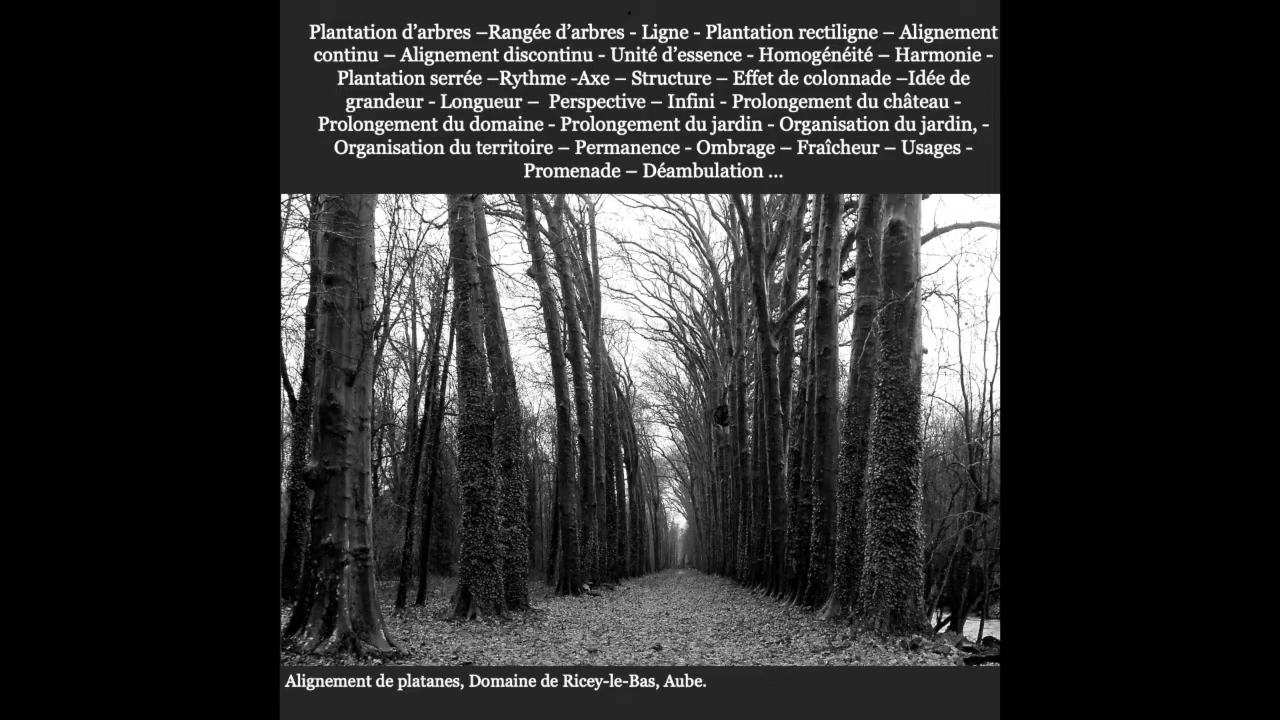 Plantation d’arbres –Rangée d’arbres - Ligne - Plantation rectiligne – Alignement
continu – Alignement discontinu - Unité d’essence - Homogénéité – Harmonie -
Plantation serrée –Rythme -Axe – Structure – Effet de colonnade –Idée de
grandeur - Longueur – Perspective – Infini - Prolongement du château -
Prolongement du domaine - Prolongement du jardin - Organisation du jardin, -
Organisation du territoire – Permanence - Ombrage – Fraîcheur – Usages -
Promenade – Déambulation ...
Alignement de platanes, Domaine de Ricey-le-Bas, Aube.